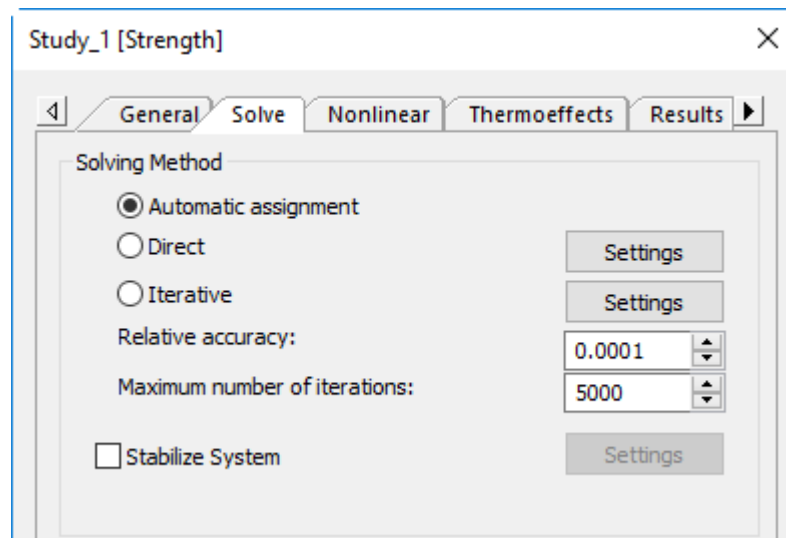 Study_1 [Strength]
General Solve Nonlinear Thermoeffects Results
Solving Method
Automatic assignment
Direct Settings
Iterative Settings
Relative accuracy: 0.0001
Maximum number of iterations: 5000
Stabilize System Settings